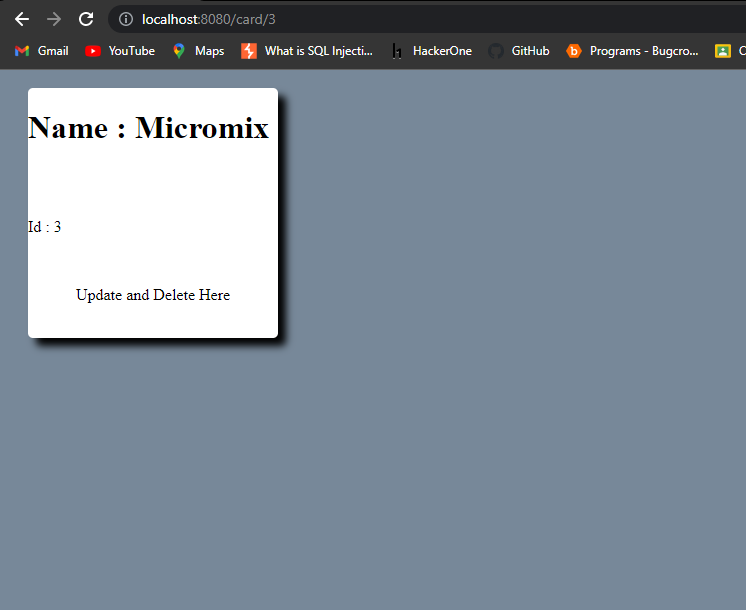 localhost:8080/card/3
Gmail YouTube Maps What is SQL Injecti... HackerOne GitHub Programs - Bugcro...
Name : Micromix
Id : 3
Update and Delete Here